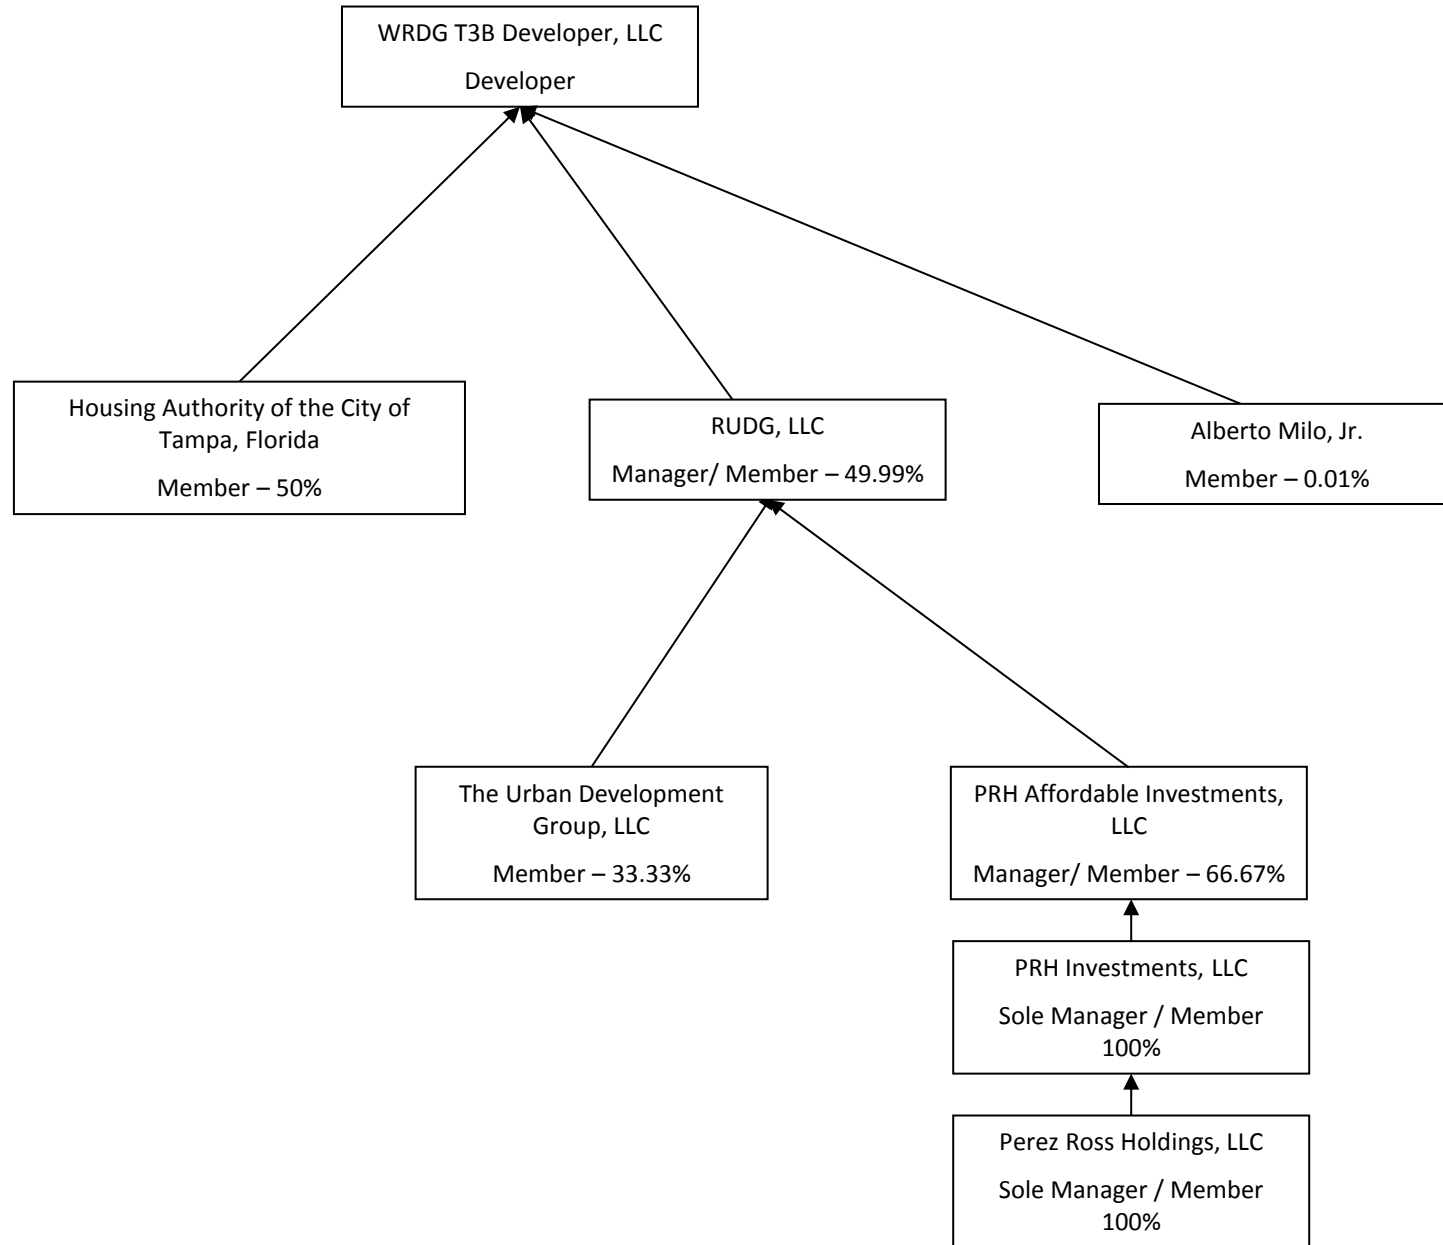 WRDG T3B Developer, LLC
Developer
Housing Authority of the City of
Tampa, Florida
Member – 50%
RUDG, LLC
Manager/ Member – 49.99%
Alberto Milo, Jr.
Member – 0.01%
The Urban Development
Group, LLC
Member – 33.33%
PRH Affordable Investments,
LLC
Manager/ Member – 66.67%
PRH Investments, LLC
Sole Manager / Member
100%
Perez Ross Holdings, LLC
Sole Manager / Member
100%